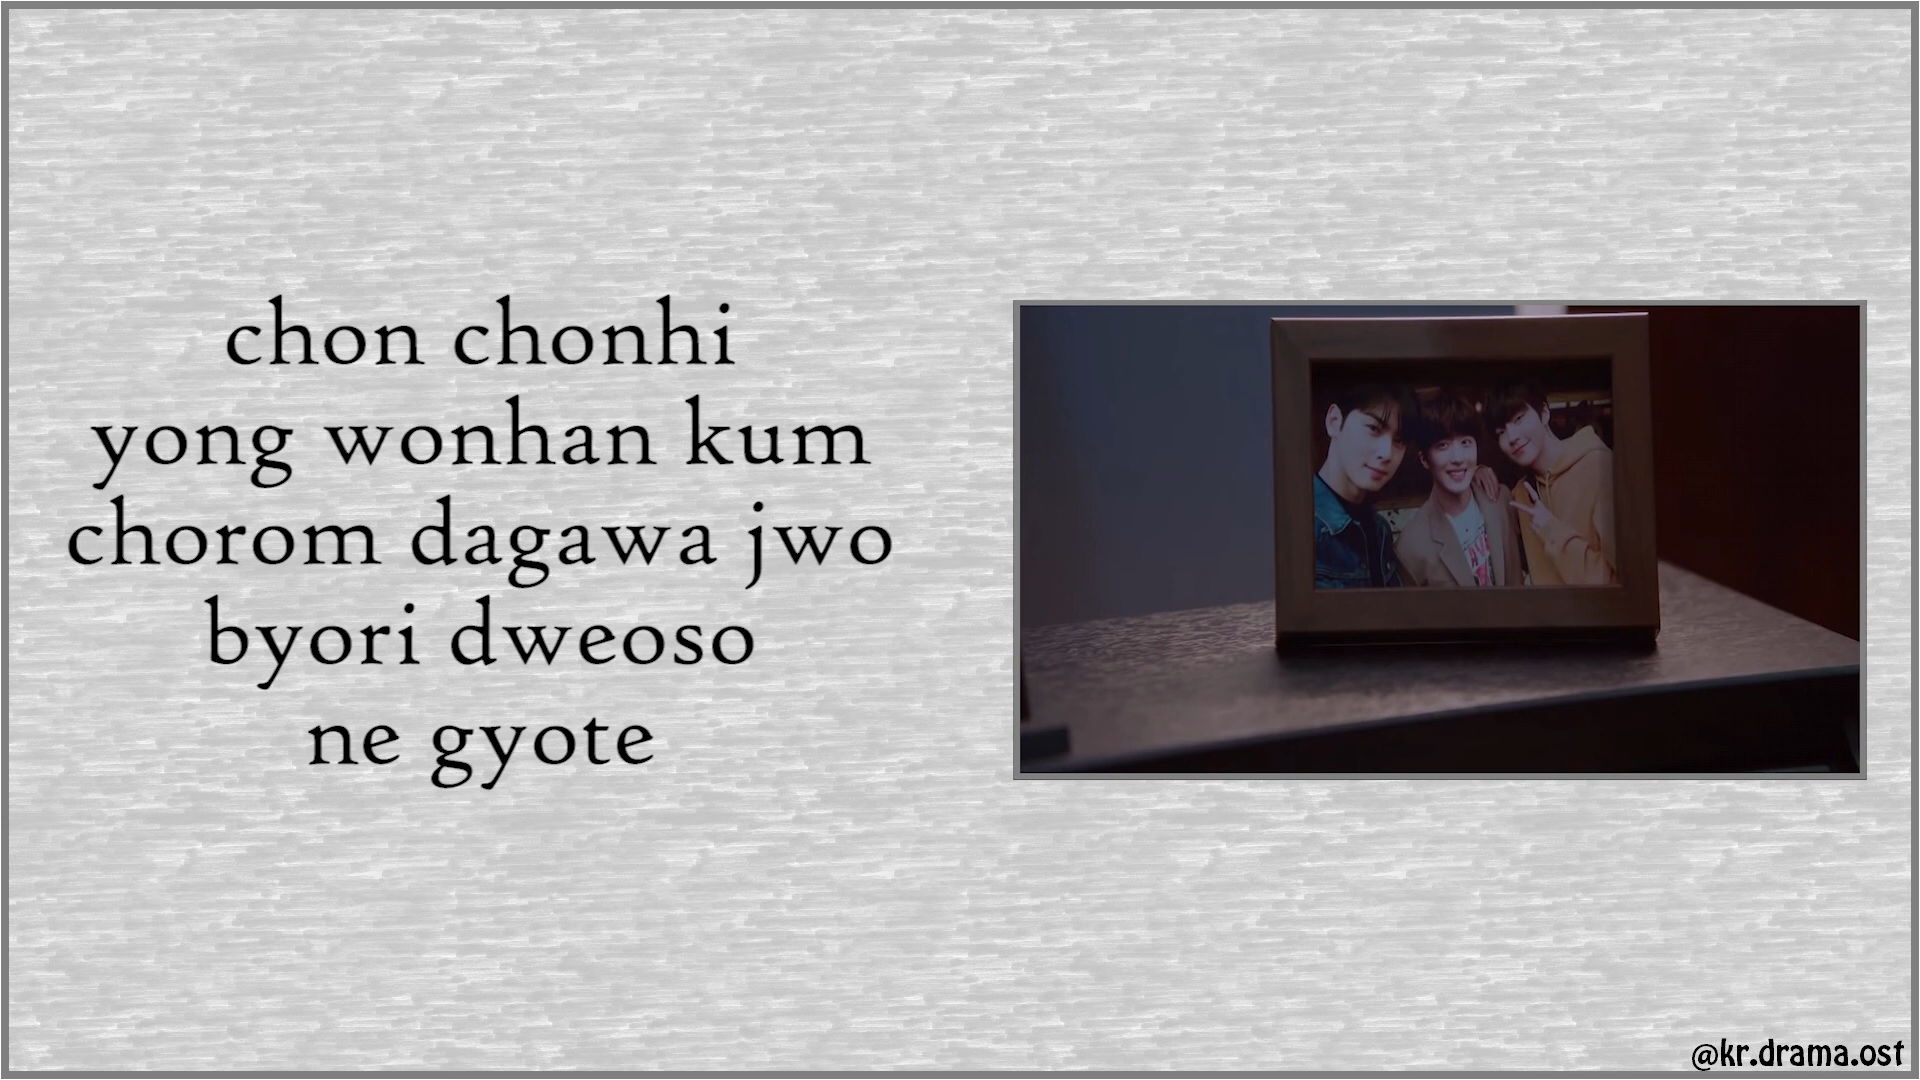 chon chonhi
yong wonhan kum
chorom dagawa jwo
byori dweoso
ne gyote
@kr.drama.ost